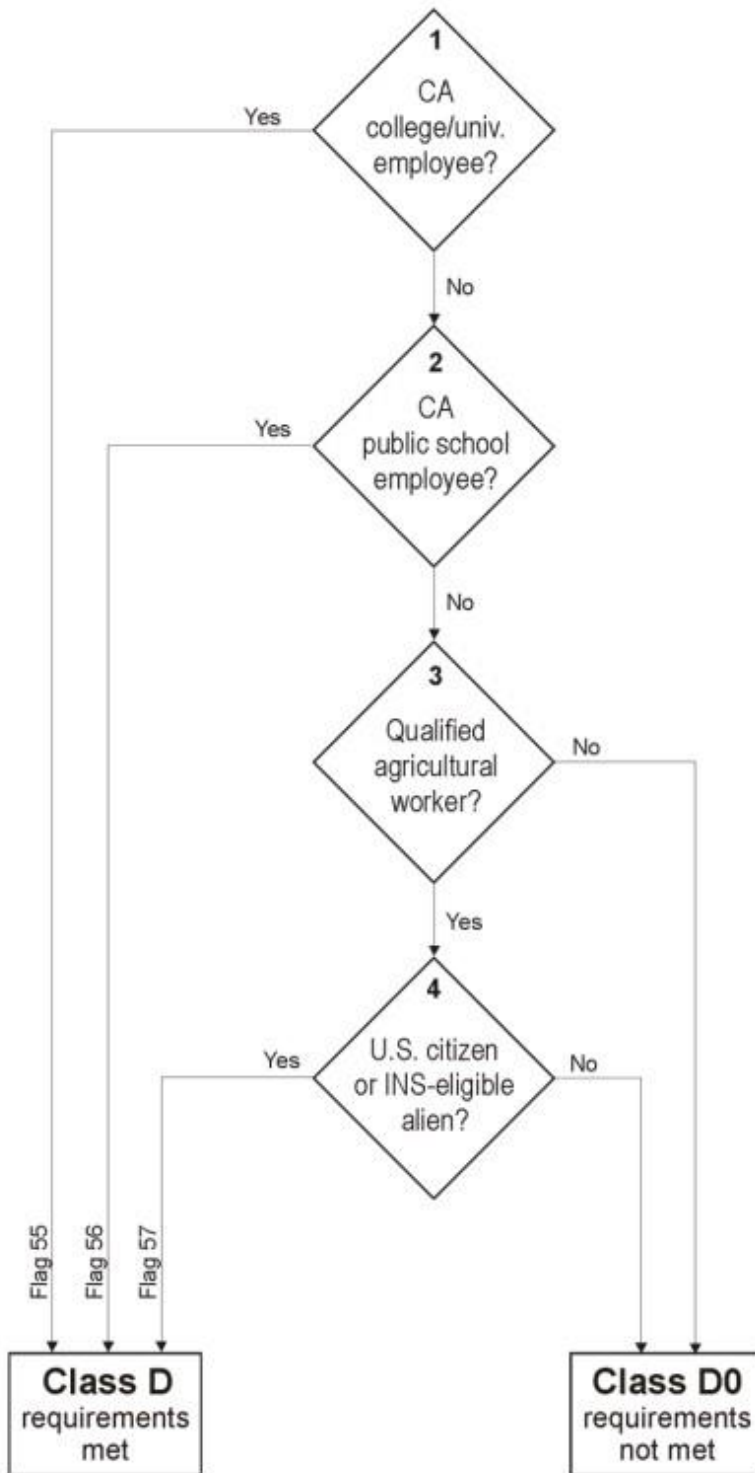 1
CA
college/univ.
employee?
Yes
No
2
CA
public school
employee?
Yes
No
3
Qualified
agricultural
worker?
No
Yes
4
U.S. citizen
or INS-eligible
alien?
Yes
No
Flag 55
Flag 56
Flag 57
Class D
requirements
met
Class D0
requirements
not met